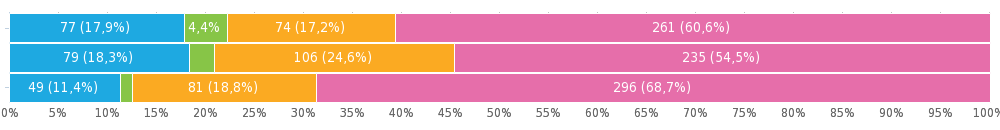 77 (17,9%) 4,4% 74 (17,2%) 261 (60,6%)
79 (18,3%) 106 (24,6%) 235 (54,5%)
49 (11,4%) 81 (18,8%) 296 (68,7%)
0% 5% 10% 15% 20% 25% 30% 35% 40% 45% 50% 55% 60% 65% 70% 75% 80% 85% 90% 95% 100%